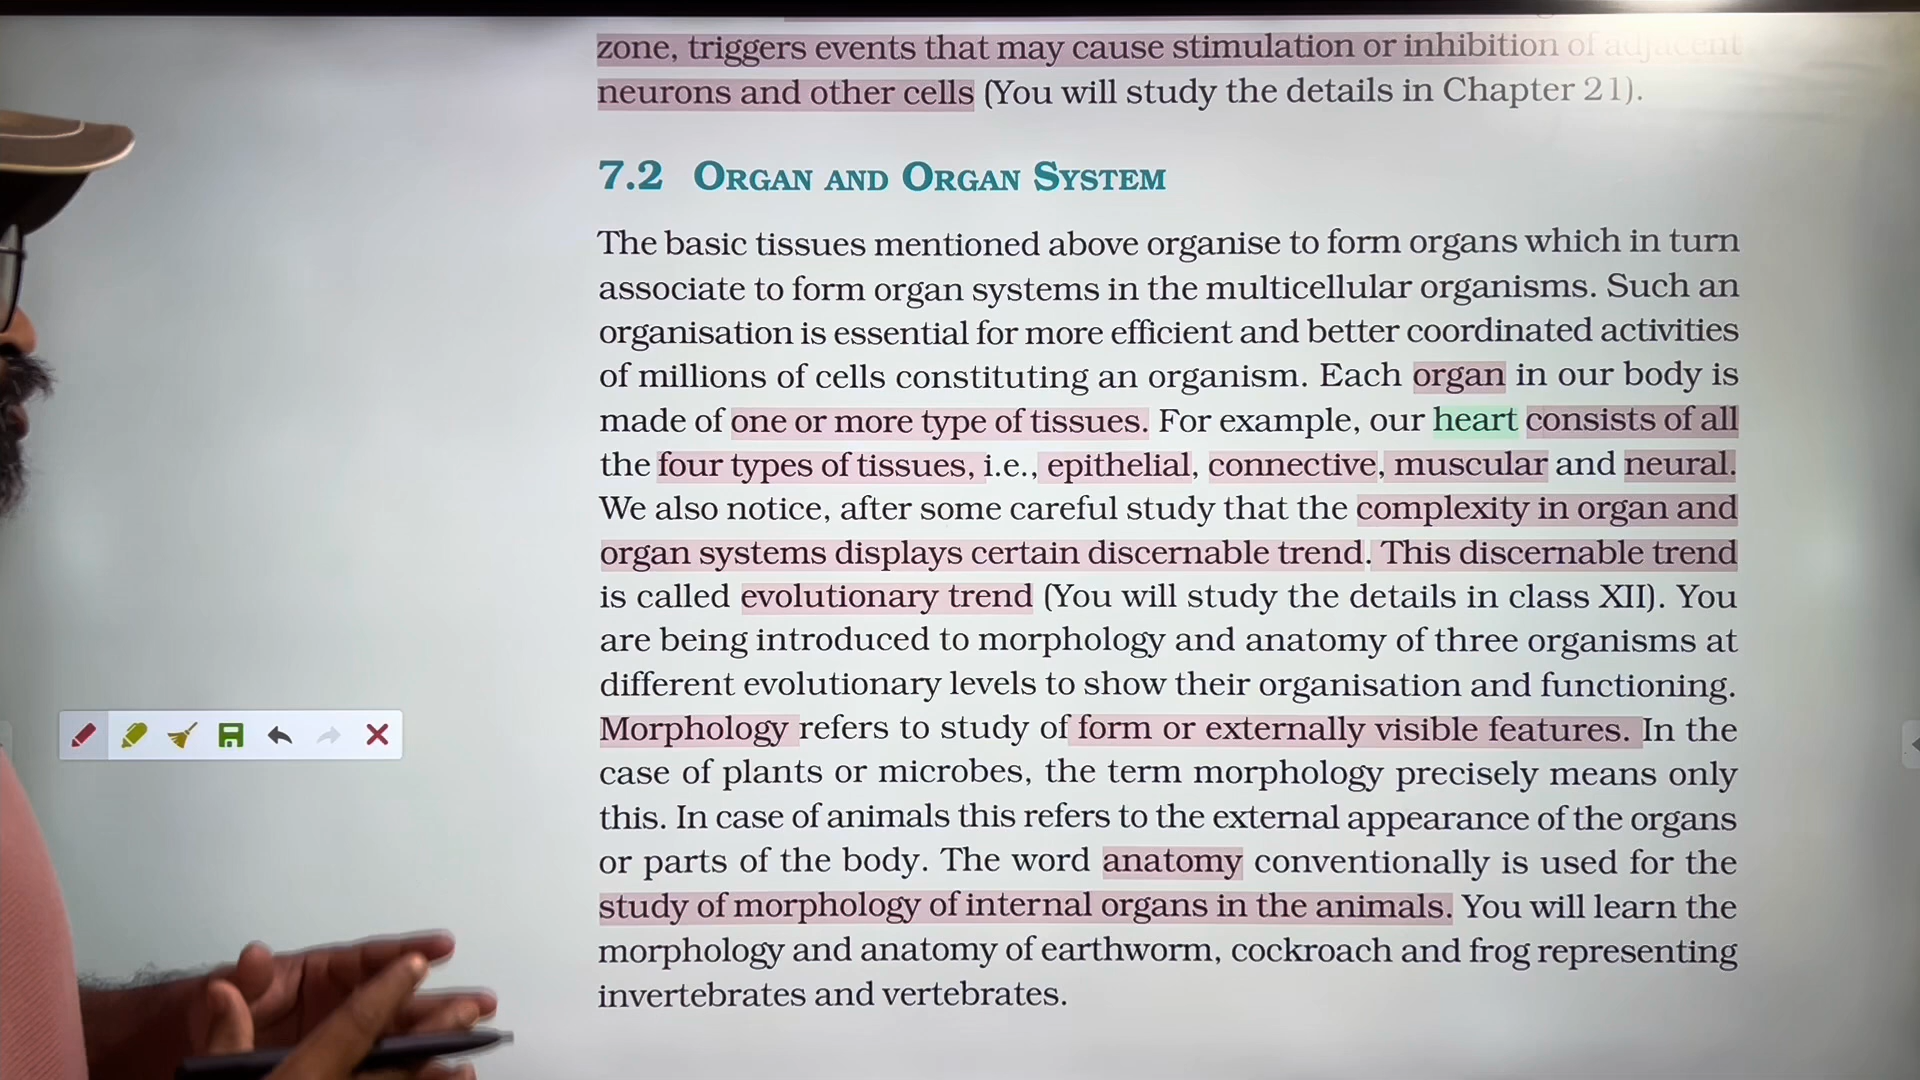 zone, triggers events that may cause stimulation or inhibition of adjacent
neurons and other cells (You will study the details in Chapter 21).
7.2 ORGAN AND ORGAN SYSTEM
The basic tissues mentioned above organise to form organs which in turn
associate to form organ systems in the multicellular organisms. Such an
organisation is essential for more efficient and better coordinated activities
of millions of cells constituting an organism. Each organ in our body is
made of one or more type of tissues. For example, our heart consists of all
the four types of tissues, i.e., epithelial, connective, muscular and neural.
We also notice, after some careful study that the complexity in organ and
organ systems displays certain discernable trend. This discernable trend
is called evolutionary trend (You will study the details in class XII). You
are being introduced to morphology and anatomy of three organisms at
different evolutionary levels to show their organisation and functioning.
Morphology refers to study of form or externally visible features. In the
case of plants or microbes, the term morphology precisely means only
this. In case of animals this refers to the external appearance of the organs
or parts of the body. The word anatomy conventionally is used for the
study of morphology of internal organs in the animals. You will learn the
morphology and anatomy of earthworm, cockroach and frog representing
invertebrates and vertebrates.